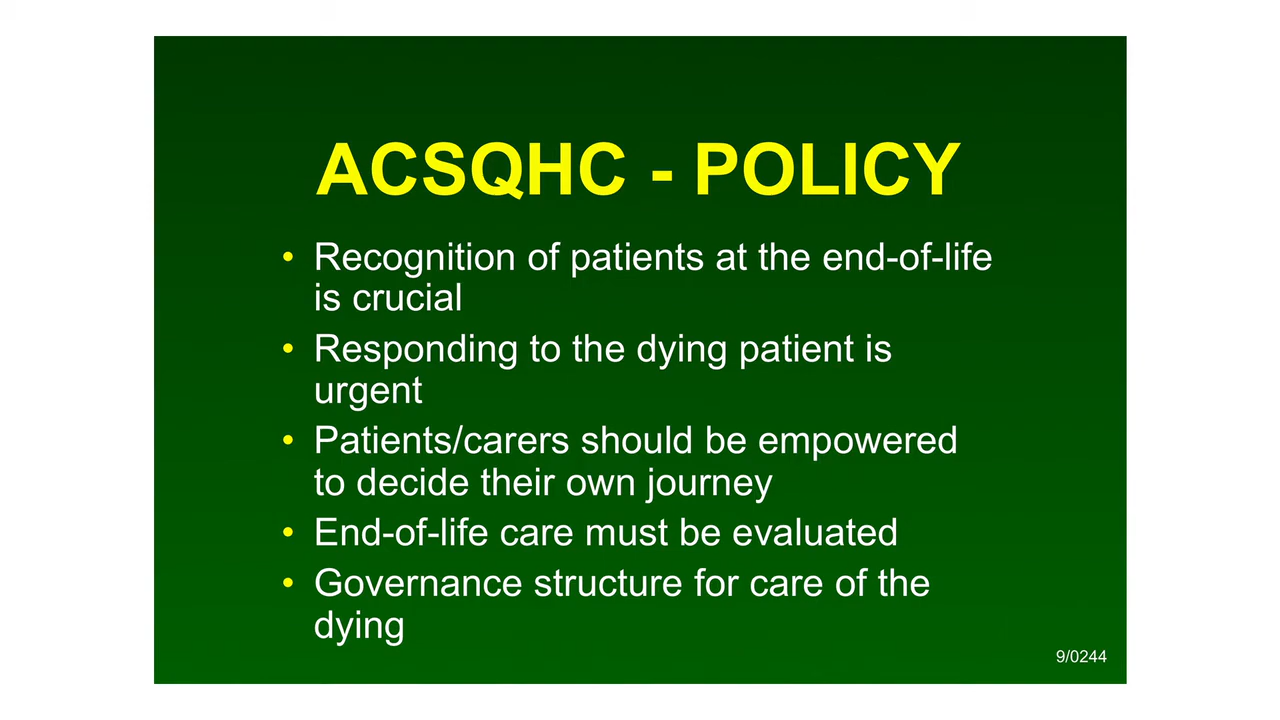 ACSQHC - POLICY
• Recognition of patients at the end-of-life
is crucial
• Responding to the dying patient is
urgent
• Patients/carers should be empowered
to decide their own journey
• End-of-life care must be evaluated
• Governance structure for care of the
dying
9/0244